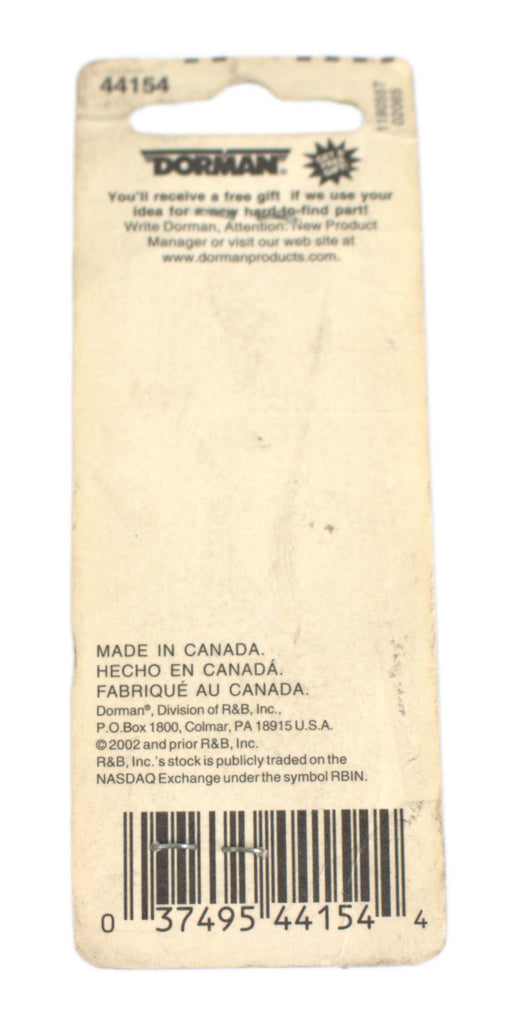 44154
1190557
02065
DORMAN®
You'll receive a free gift if we use your
idea for a new hard-to-find part!
Write Dorman, Attention: New Product
Manager or visit our web site at
www.dormanproducts.com.
MADE IN CANADA.
HECHO EN CANADÁ.
FABRIQUÉ AU CANADA.
Dorman®, Division of R&B, Inc.,
P.O.Box 1800, Colmar, PA 18915 U.S.A.
©2002 and prior R&B, Inc.
R&B, Inc.'s stock is publicly traded on the
NASDAQ Exchange under the symbol RBIN.
0 37495 44154 4